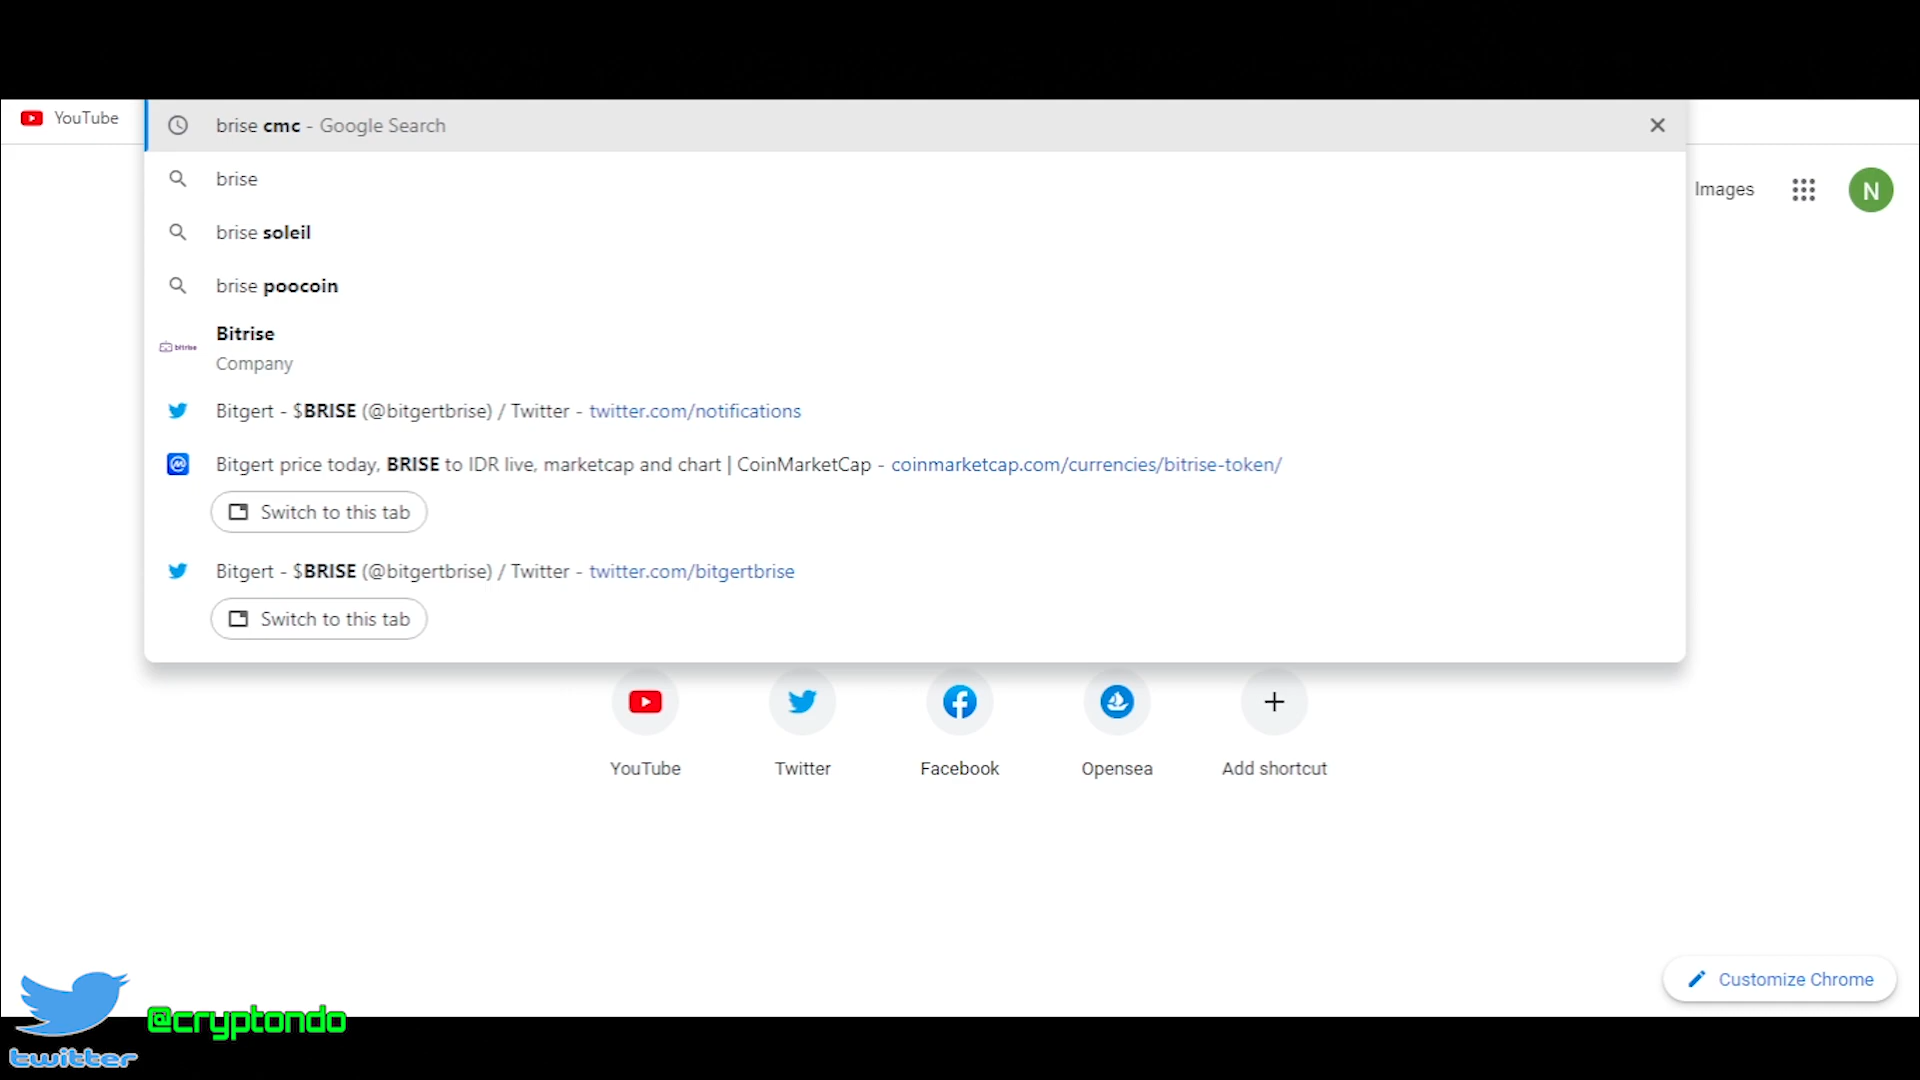 YouTube
brise cmc - Google Search
brise
Images
N
brise soleil
brise poocoin
Bitrise
bitrise
Company
Bitgert - $BRISE (@bitgertbrise) / Twitter - twitter.com/notifications
Bitgert price today, BRISE to IDR live, marketcap and chart | CoinMarketCap - coinmarketcap.com/currencies/bitrise-token/
Switch to this tab
Bitgert - $BRISE (@bitgertbrise) / Twitter - twitter.com/bitgertbrise
Switch to this tab
YouTube
Twitter
Facebook
Opensea
Add shortcut
Customize Chrome
@cryptondo
twitter